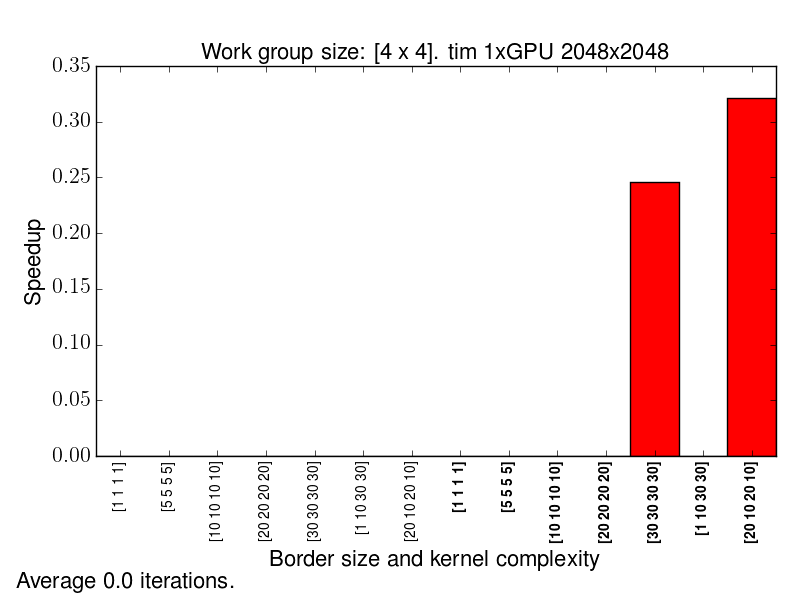 Work group size: [4 x 4]. tim 1xGPU 2048x2048
Speedup
0.35
0.30
0.25
0.20
0.15
0.10
0.05
0.00
[1 1 1 1]
[5 5 5 5]
[10 10 10 10]
[20 20 20 20]
[30 30 30 30]
[1 10 30 30]
[20 10 20 10]
[1 1 1 1]
[5 5 5 5]
[10 10 10 10]
[20 20 20 20]
[30 30 30 30]
[1 10 30 30]
[20 10 20 10]
Border size and kernel complexity
Average 0.0 iterations.